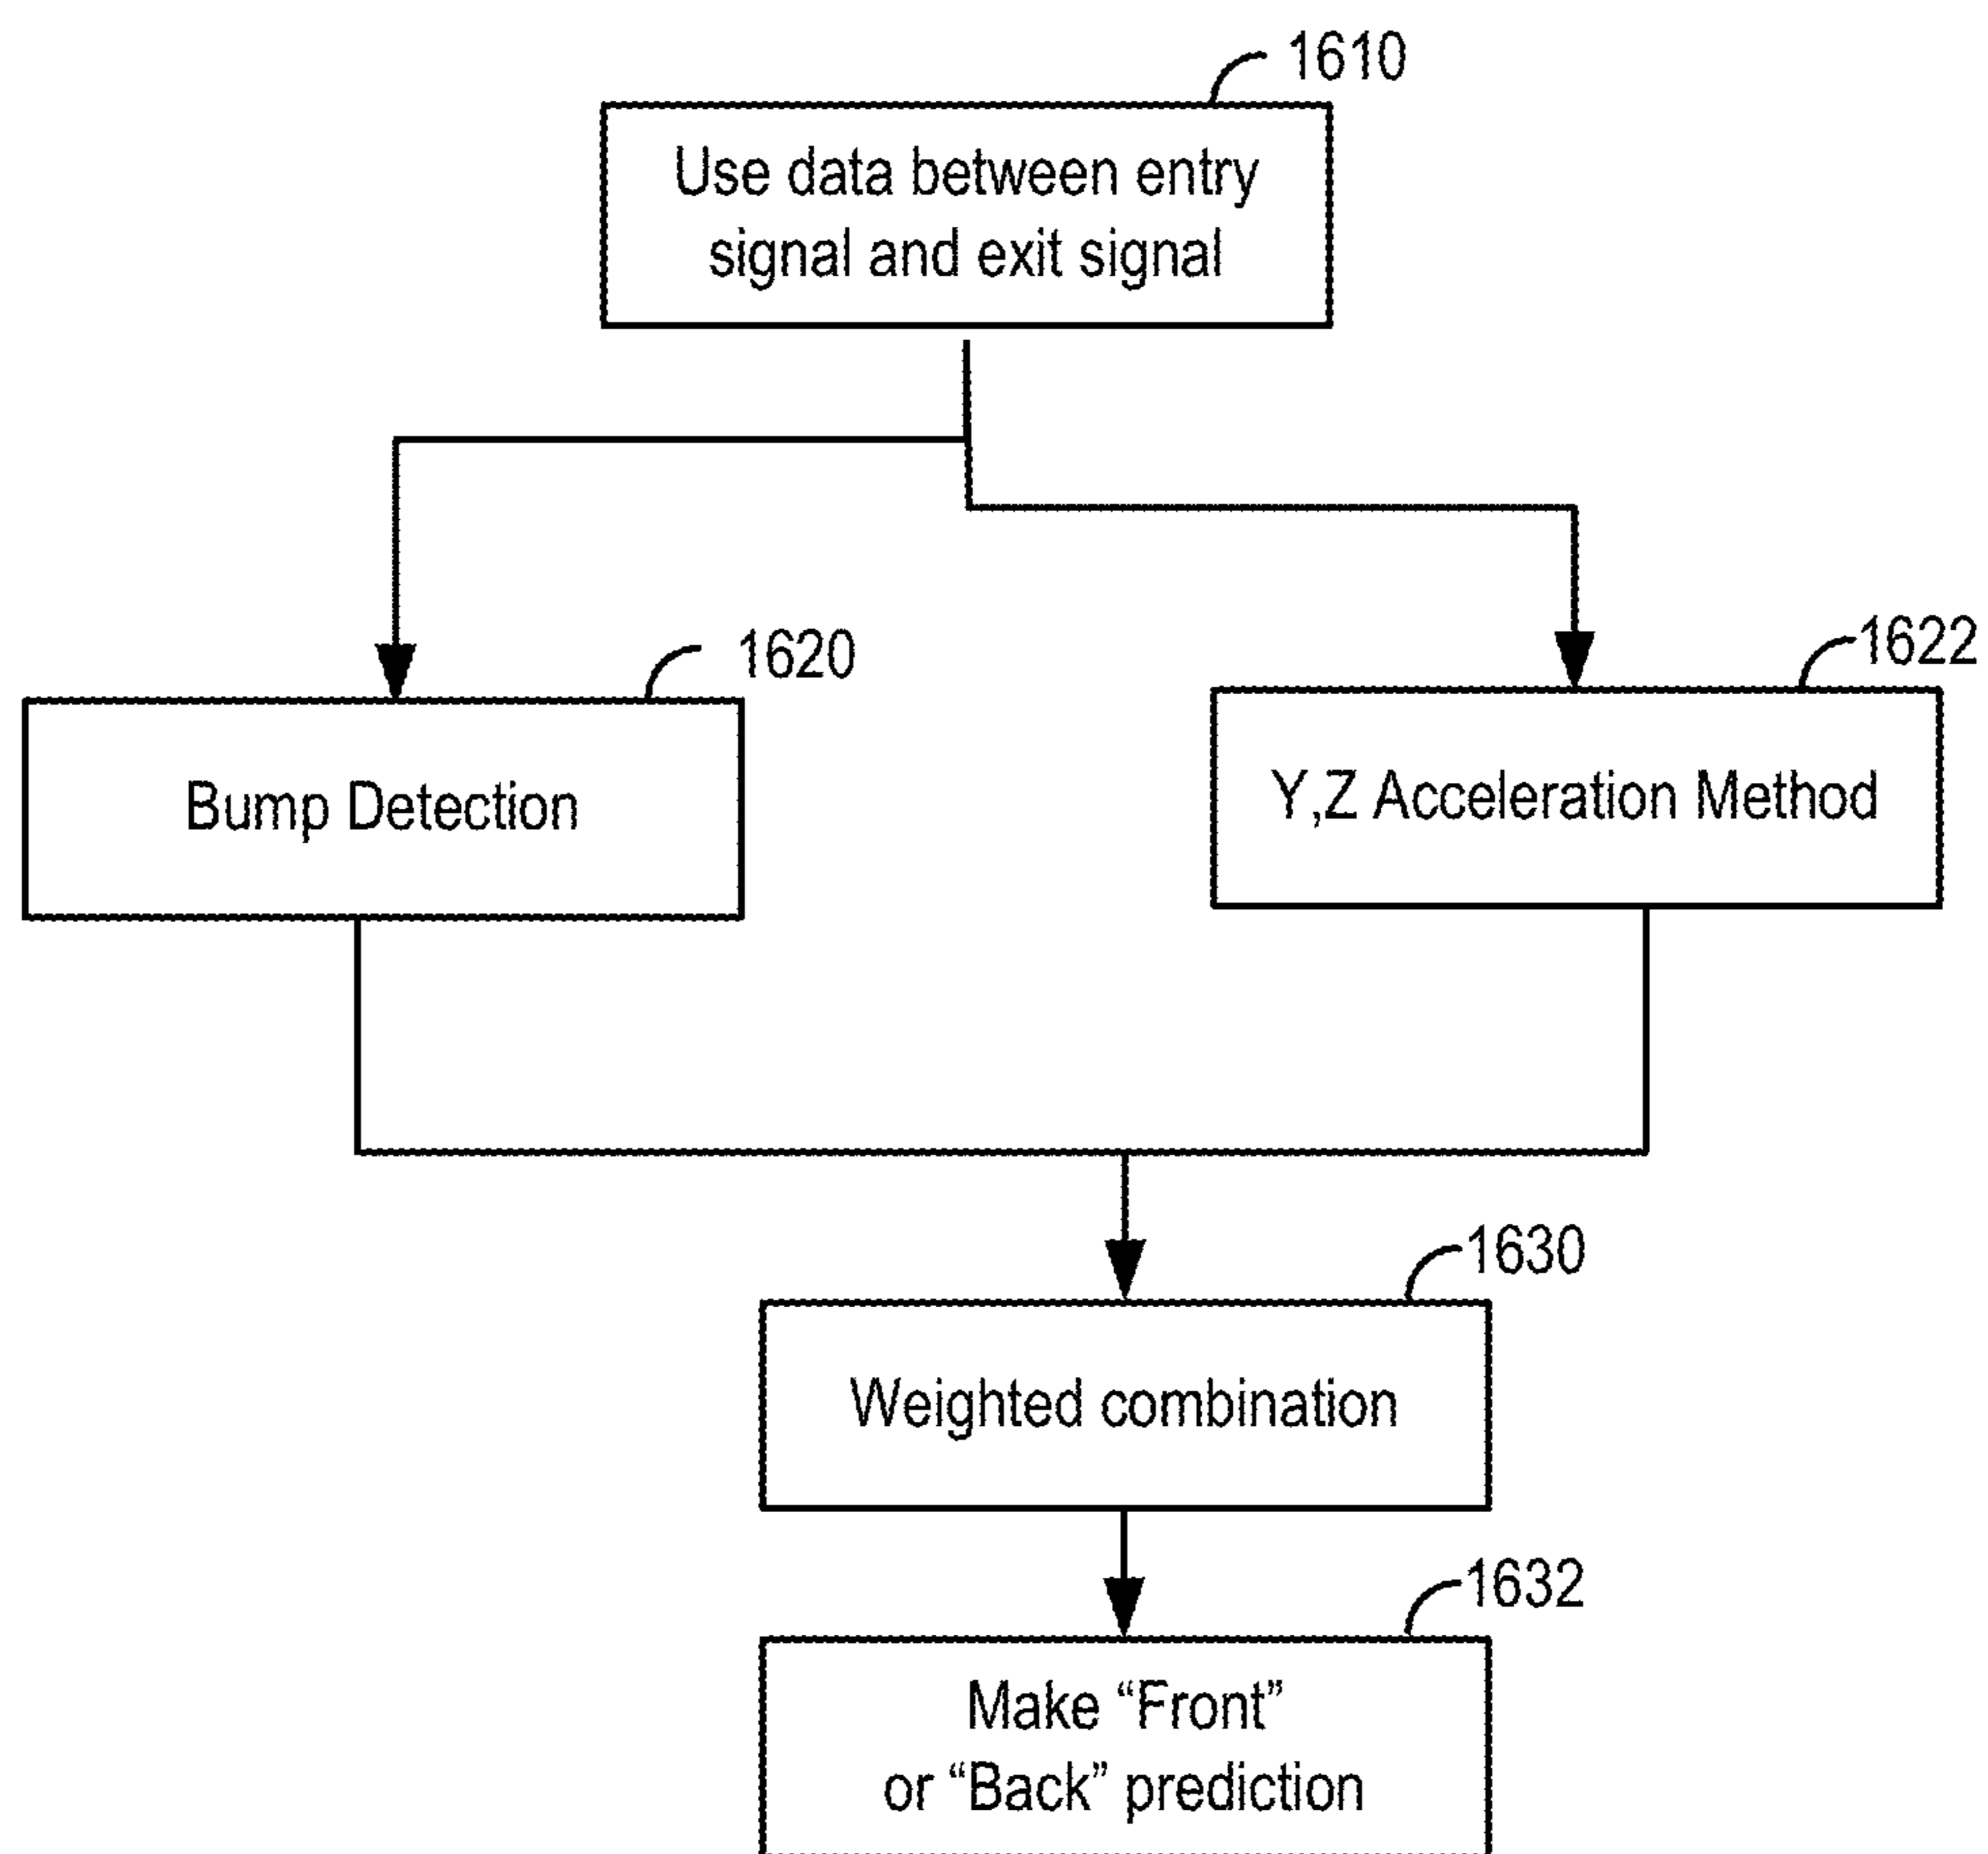 1610
Use data between entry
signal and exit signal
1620
1622
Bump Detection
Y,Z Acceleration Method
1630
Weighted combination
1632
Make “Front”
or “Back” prediction